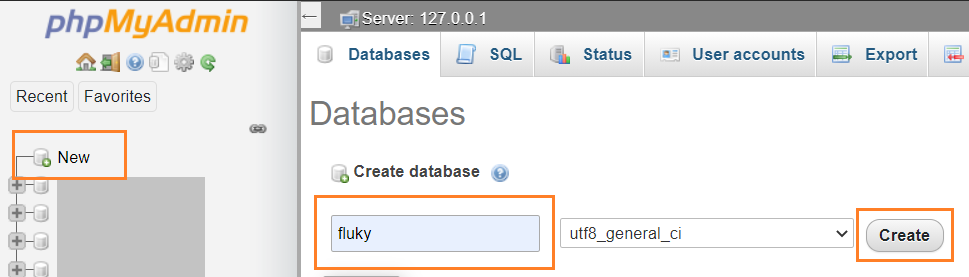 phpMyAdmin
Recent Favorites
New
Server: 127.0.0.1
Databases SQL Status User accounts Export
Databases
Create database
fluky utf8_general_ci Create